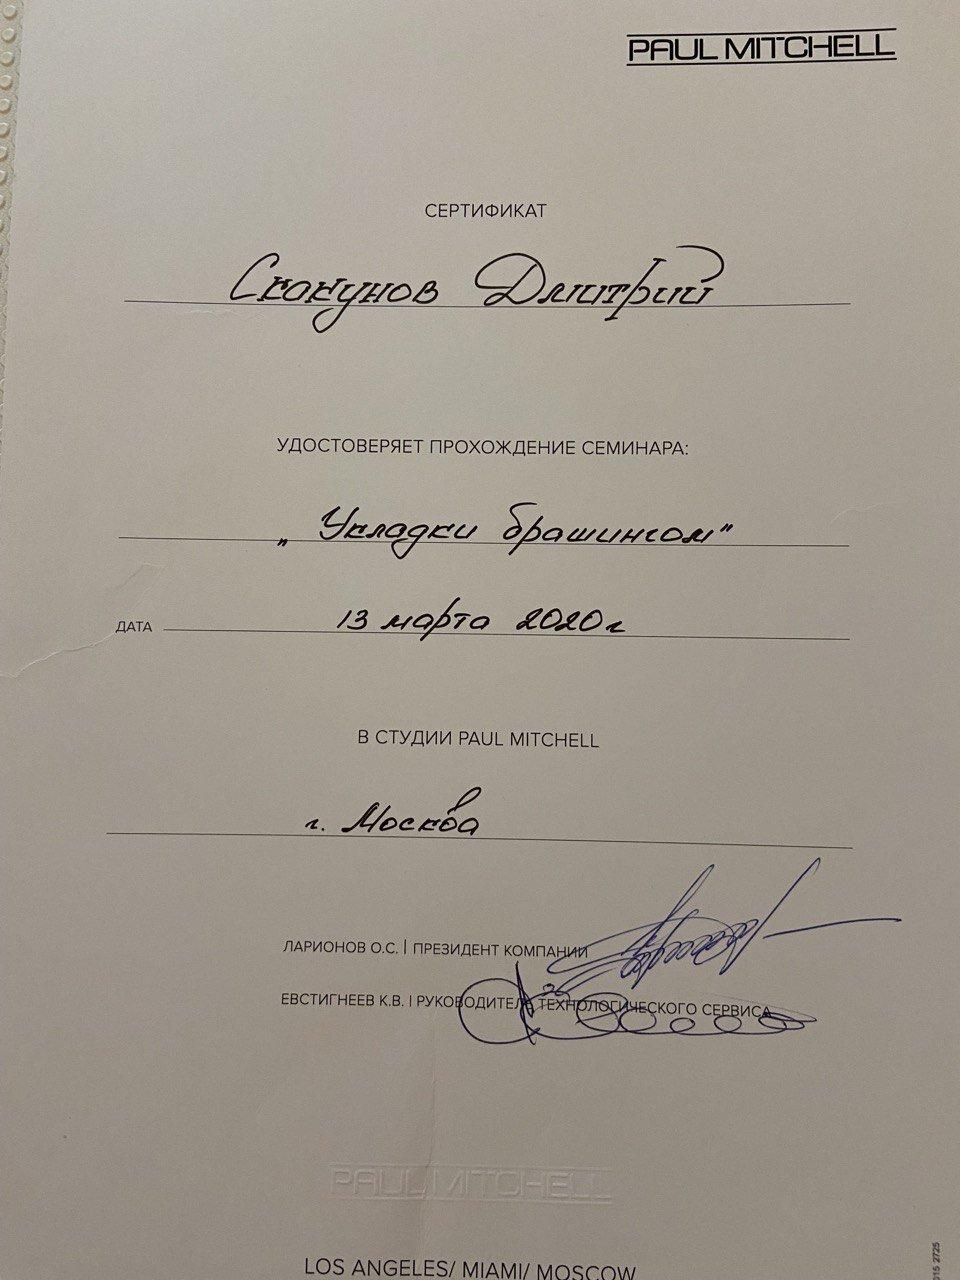 PAUL MITCHELL
СЕРТИФИКАТ
Скокунов Дмитрий
УДОСТОВЕРЯЕТ ПРОХОЖДЕНИЕ СЕМИНАРА:
„Укладки брашингом"
ДАТА 13 марта 2020г
В СТУДИИ PAUL MITCHELL
г. Москва
ЛАРИОНОВ О.С. | ПРЕЗИДЕНТ КОМПАНИИ
ЕВСТИГНЕЕВ К.В. | РУКОВОДИТЕЛЬ ТЕХНОЛОГИЧЕСКОГО СЕРВИСА
PAUL MITCHELL
LOS ANGELES/ MIAMI/ MOSCOW